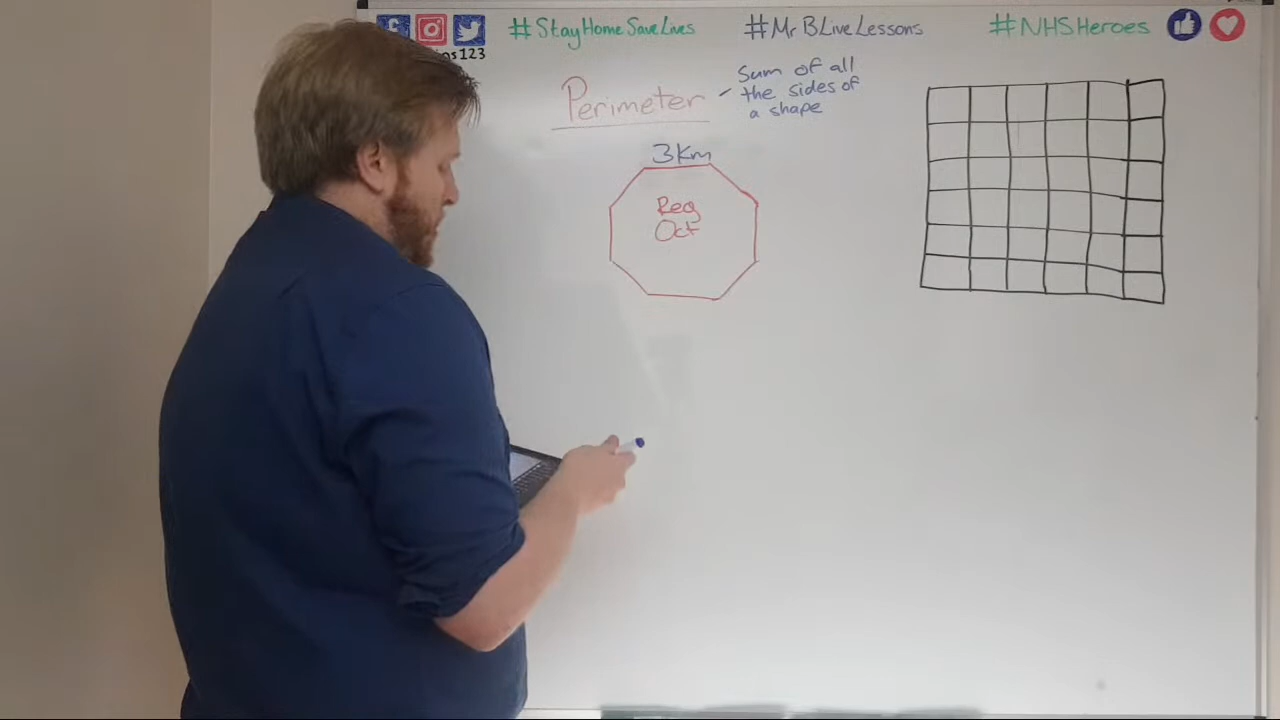 #StayHomeSaveLives #MrBLiveLessons #NHSHeroes
Perimeter - Sum of all
the sides of
a shape
3km
Reg
Oct